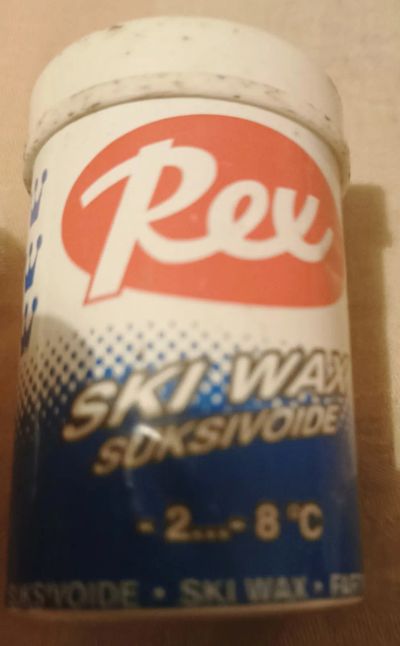 Rex
SKI WAX
SUKSIVOIDE
- 2...- 8 °C
SUKSIVOIDE • SKI WAX •